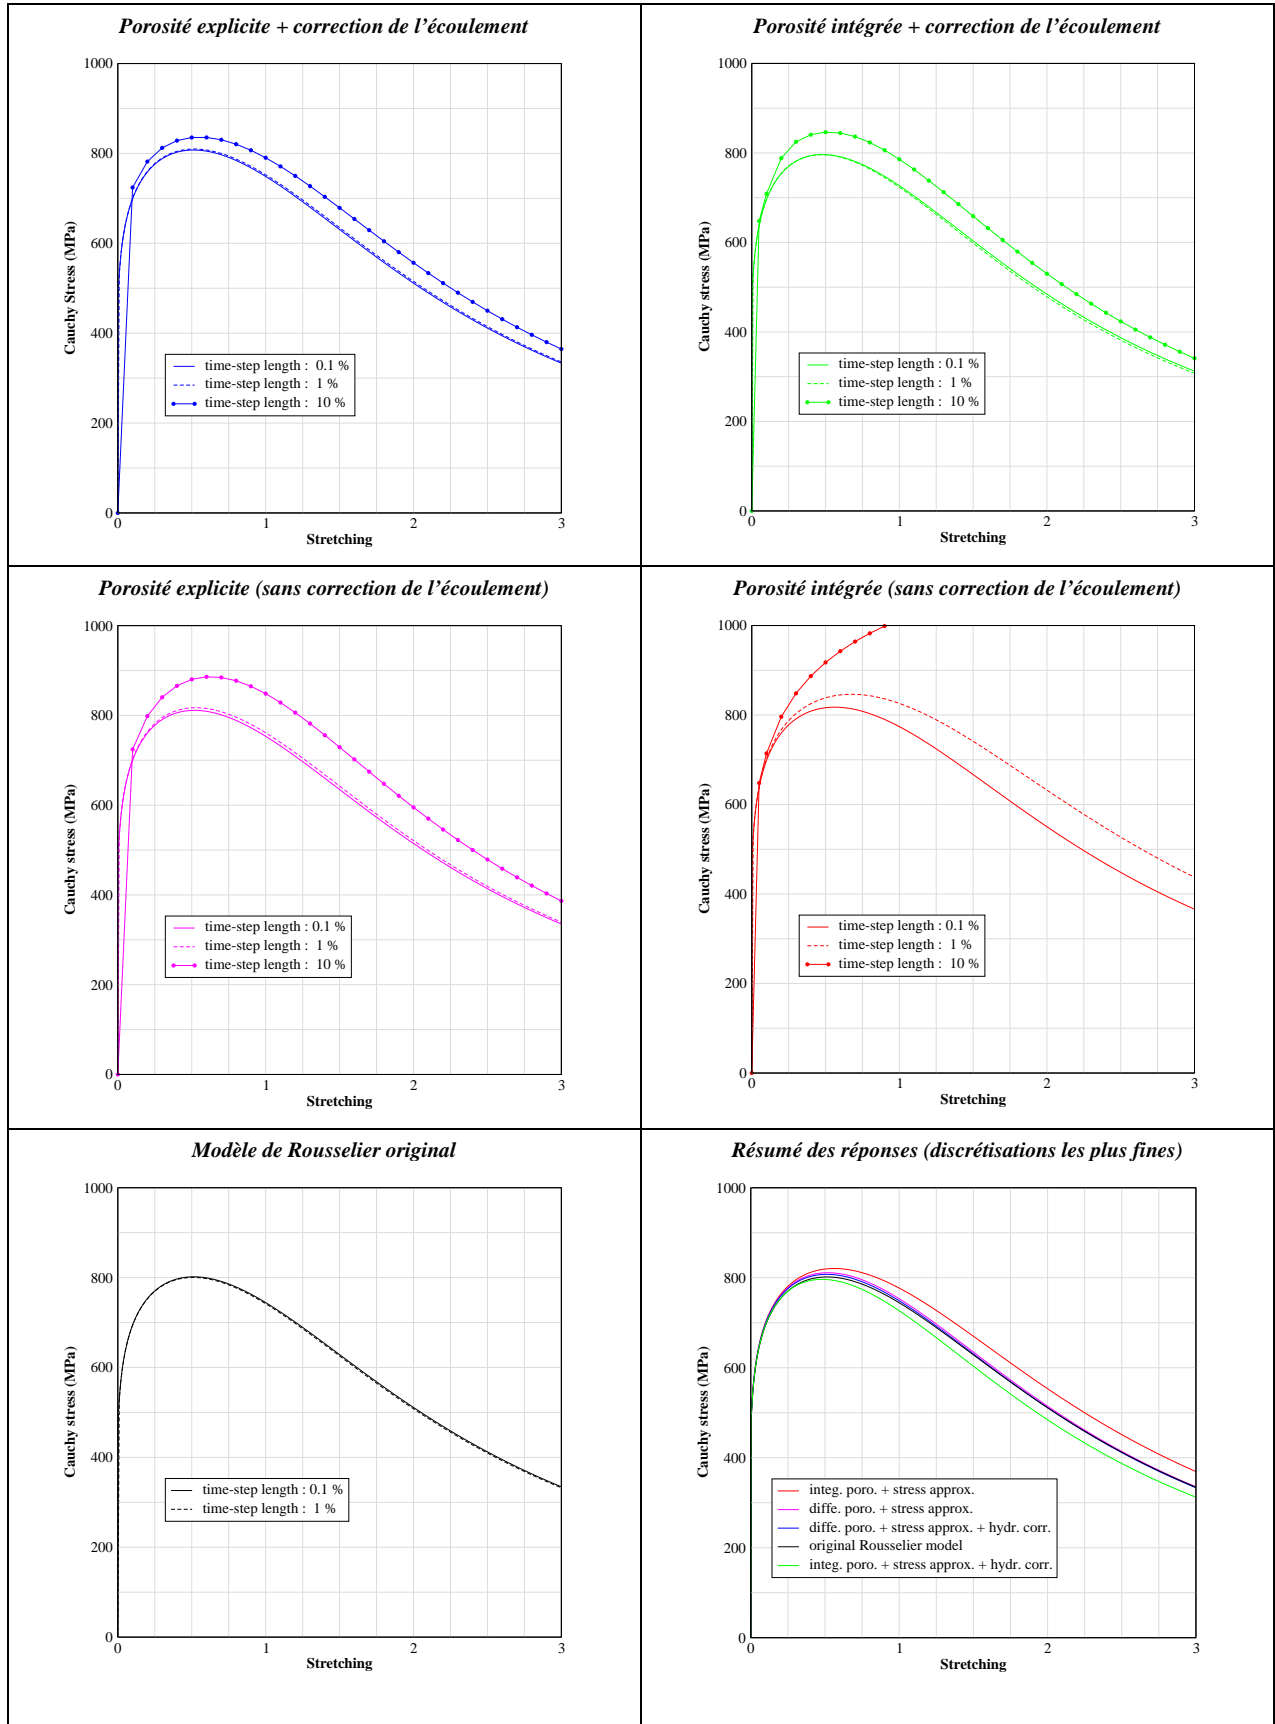 Porosité explicite + correction de l'écoulement
1000
800
600
400
200
0
Cauchy Stress (MPa)
time-step length : 0.1 %
time-step length : 1 %
time-step length : 10 %
0 1 2 3
Stretching
Porosité intégrée + correction de l'écoulement
1000
800
600
400
200
0
Cauchy stress (MPa)
time-step length : 0.1 %
time-step length : 1 %
time-step length : 10 %
0 1 2 3
Stretching
Porosité explicite (sans correction de l'écoulement)
1000
800
600
400
200
0
Cauchy stress (MPa)
time-step length : 0.1 %
time-step length : 1 %
time-step length : 10 %
0 1 2 3
Stretching
Porosité intégrée (sans correction de l'écoulement)
1000
800
600
400
200
0
Cauchy stress (MPa)
time-step length : 0.1 %
time-step length : 1 %
time-step length : 10 %
0 1 2 3
Stretching
Modèle de Rousselier original
1000
800
600
400
200
0
Cauchy stress (MPa)
time-step length : 0.1 %
time-step length : 1 %
0 1 2 3
Stretching
Résumé des réponses (discrétisations les plus fines)
1000
800
600
400
200
0
Cauchy stress (MPa)
integ. poro. + stress approx.
diffe. poro. + stress approx.
diffe. poro. + stress approx. + hydr. corr.
original Rousselier model
integ. poro. + stress approx. + hydr. corr.
0 1 2 3
Stretching